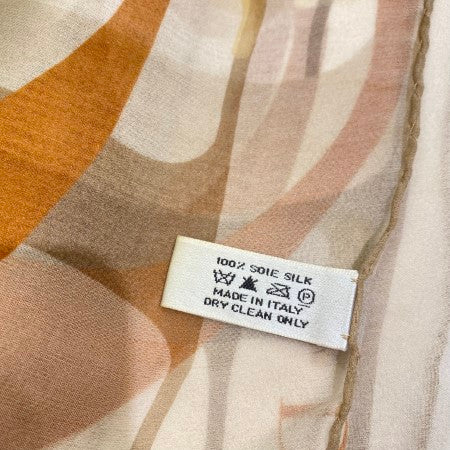 100% SOIE SILK
P
MADE IN ITALY
DRY CLEAN ONLY